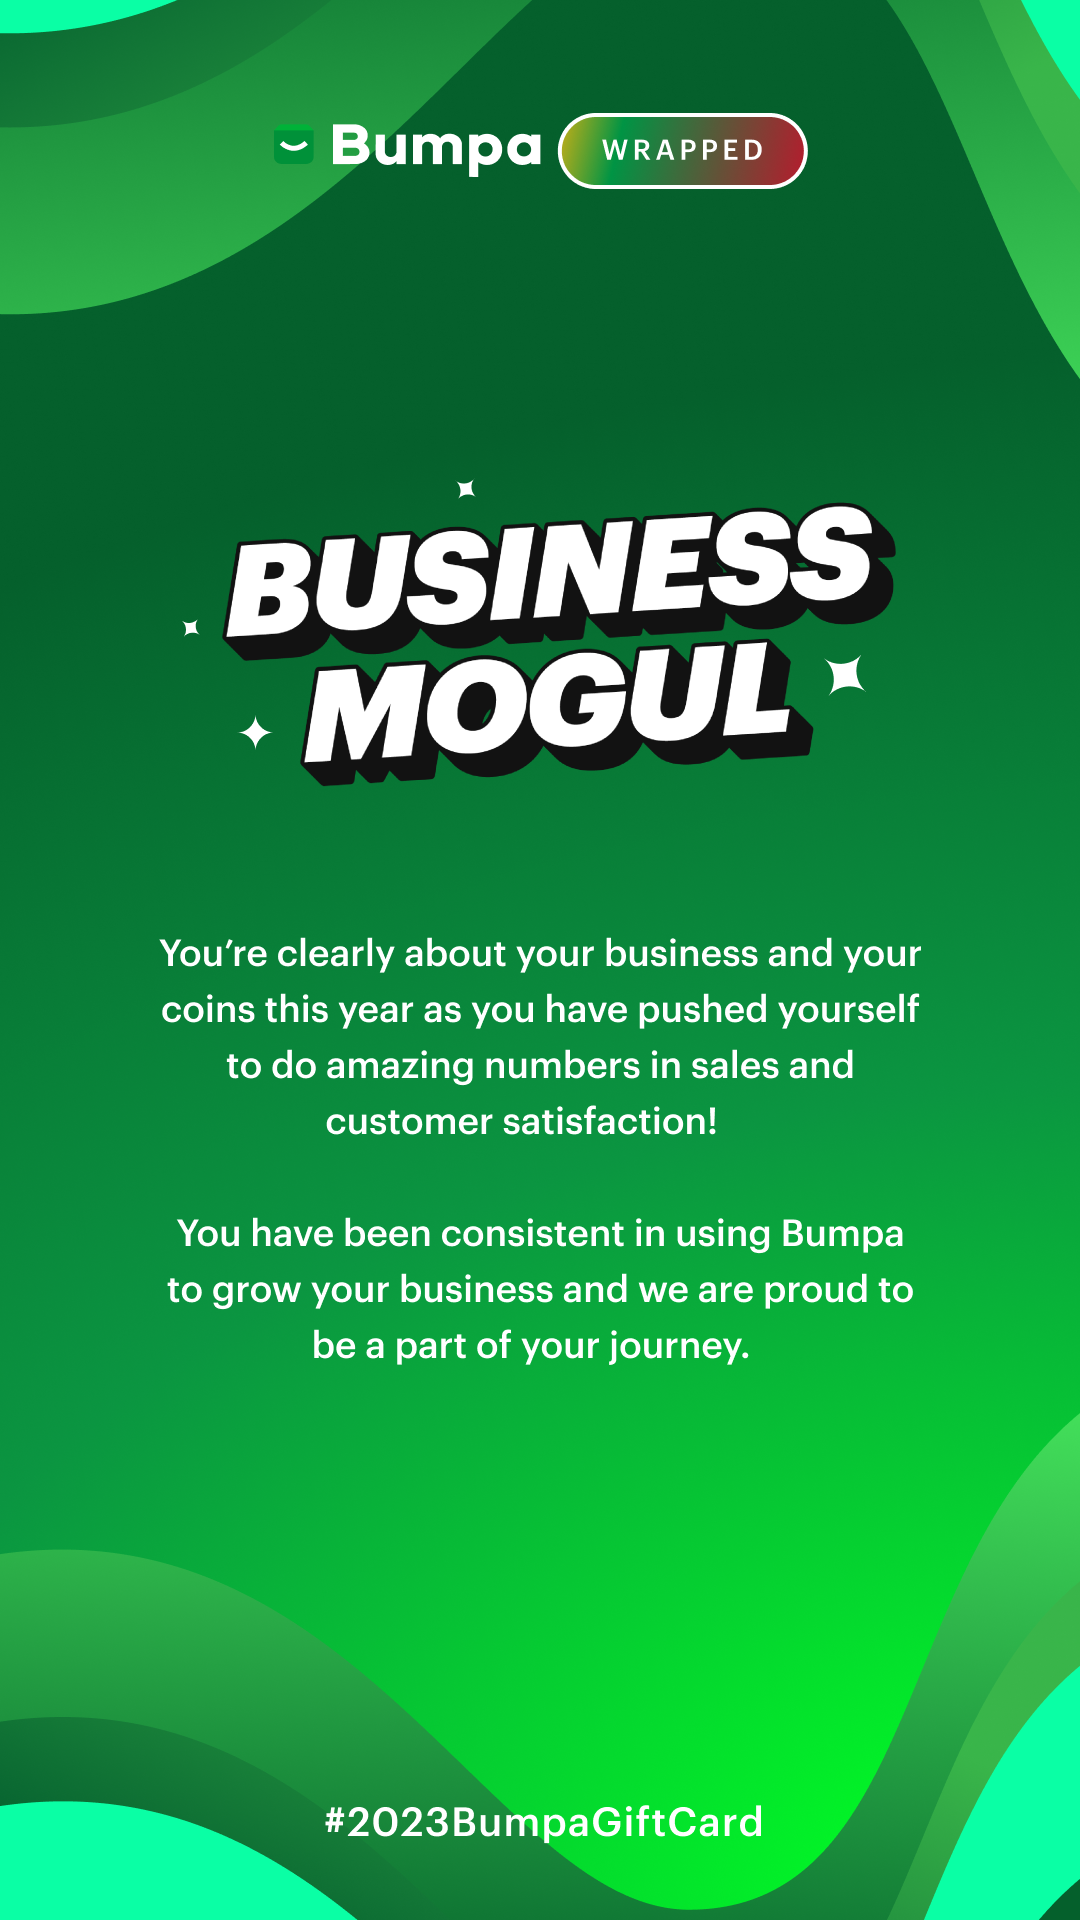 Bumpa WRAPPED
BUSINESS
MOGUL
You’re clearly about your business and your
coins this year as you have pushed yourself
to do amazing numbers in sales and
customer satisfaction!
You have been consistent in using Bumpa
to grow your business and we are proud to
be a part of your journey.
#2023BumpaGiftCard